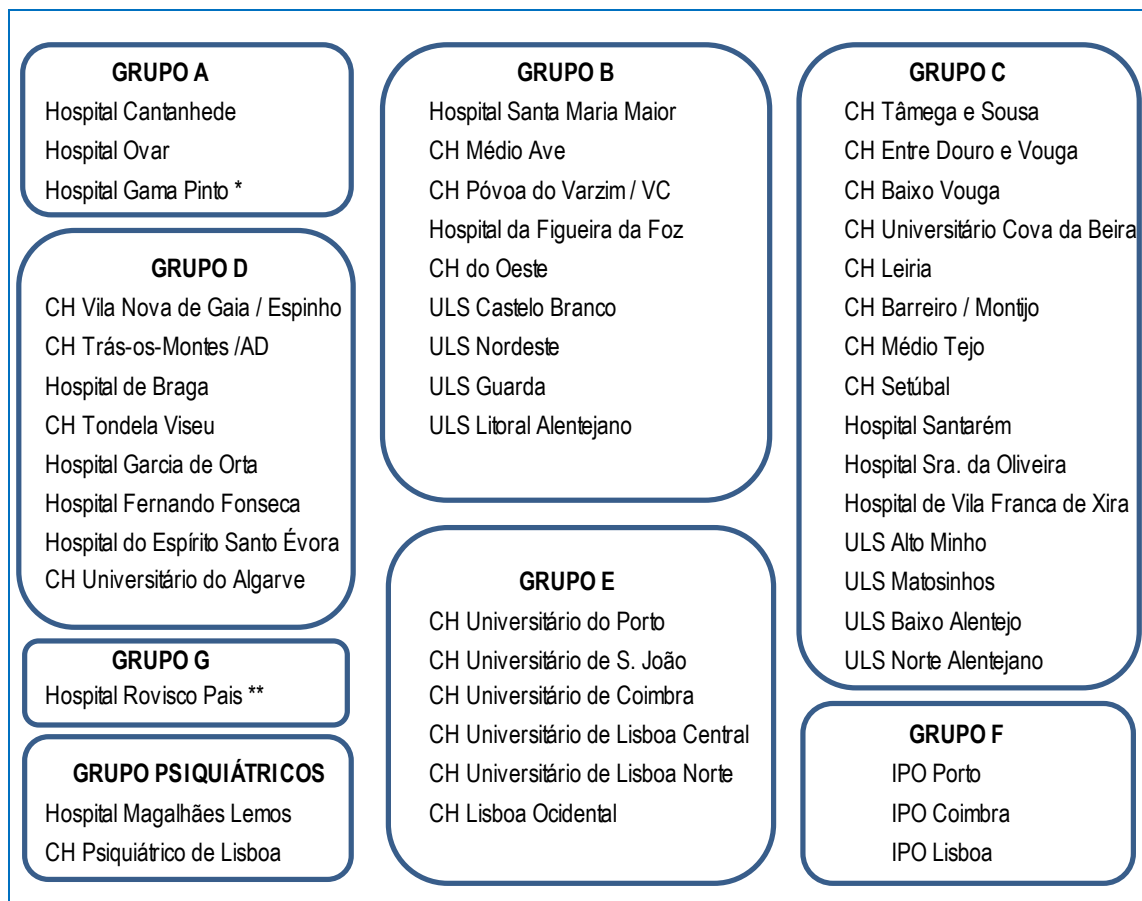 GRUPO A
Hospital Cantanhede
Hospital Ovar
Hospital Gama Pinto *
GRUPO B
Hospital Santa Maria Maior
CH Médio Ave
CH Póvoa do Varzim / VC
Hospital da Figueira da Foz
CH do Oeste
ULS Castelo Branco
ULS Nordeste
ULS Guarda
ULS Litoral Alentejano
GRUPO C
CH Tâmega e Sousa
CH Entre Douro e Vouga
CH Baixo Vouga
CH Universitário Cova da Beira
CH Leiria
CH Barreiro / Montijo
CH Médio Tejo
CH Setúbal
Hospital Santarém
Hospital Sra. da Oliveira
Hospital de Vila Franca de Xira
ULS Alto Minho
ULS Matosinhos
ULS Baixo Alentejo
ULS Norte Alentejano
GRUPO D
CH Vila Nova de Gaia / Espinho
CH Trás-os-Montes /AD
Hospital de Braga
CH Tondela Viseu
Hospital Garcia de Orta
Hospital Fernando Fonseca
Hospital do Espírito Santo Évora
CH Universitário do Algarve
GRUPO E
CH Universitário do Porto
CH Universitário de S. João
CH Universitário de Coimbra
CH Universitário de Lisboa Central
CH Universitário de Lisboa Norte
CH Lisboa Ocidental
GRUPO G
Hospital Rovisco Pais **
GRUPO PSIQUIÁTRICOS
Hospital Magalhães Lemos
CH Psiquiátrico de Lisboa
GRUPO F
IPO Porto
IPO Coimbra
IPO Lisboa